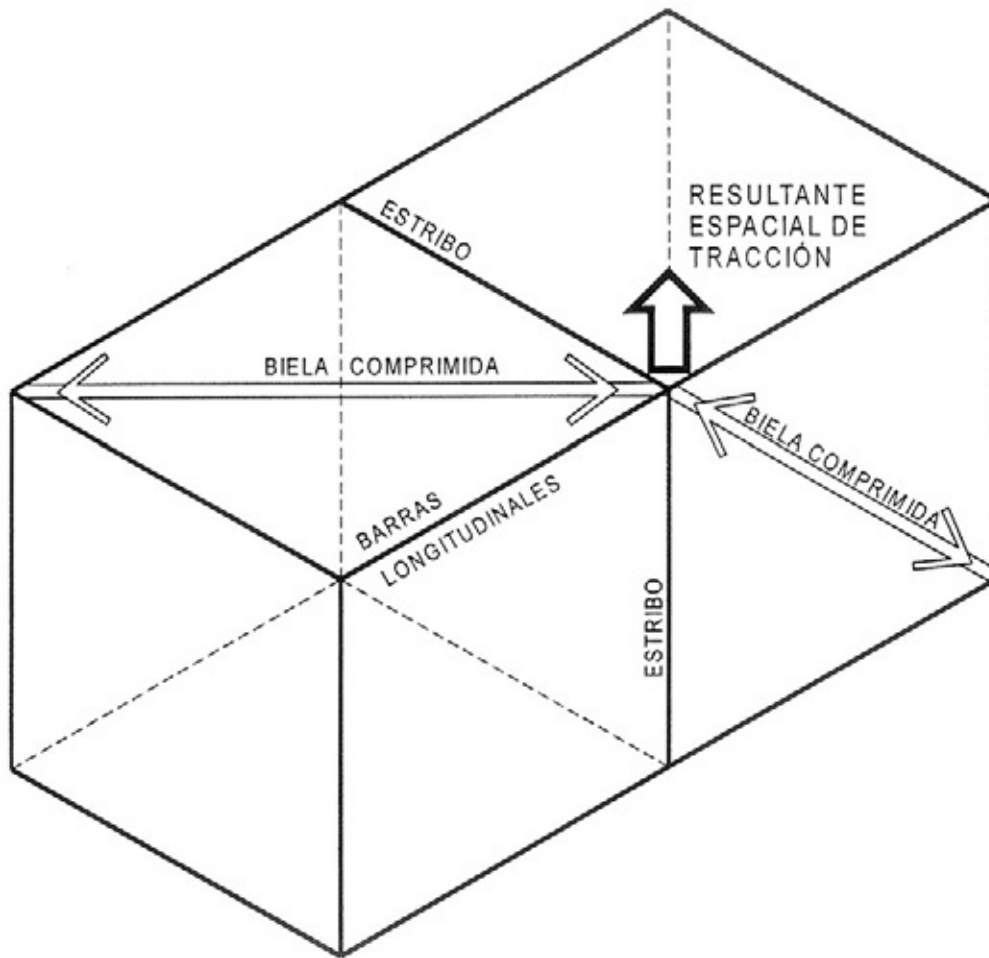 RESULTANTE
ESPACIAL DE
TRACCIÓN
ESTRIBO
BIELA COMPRIMIDA
BIELA COMPRIMIDA
BARRAS
LONGITUDINALES
ESTRIBO